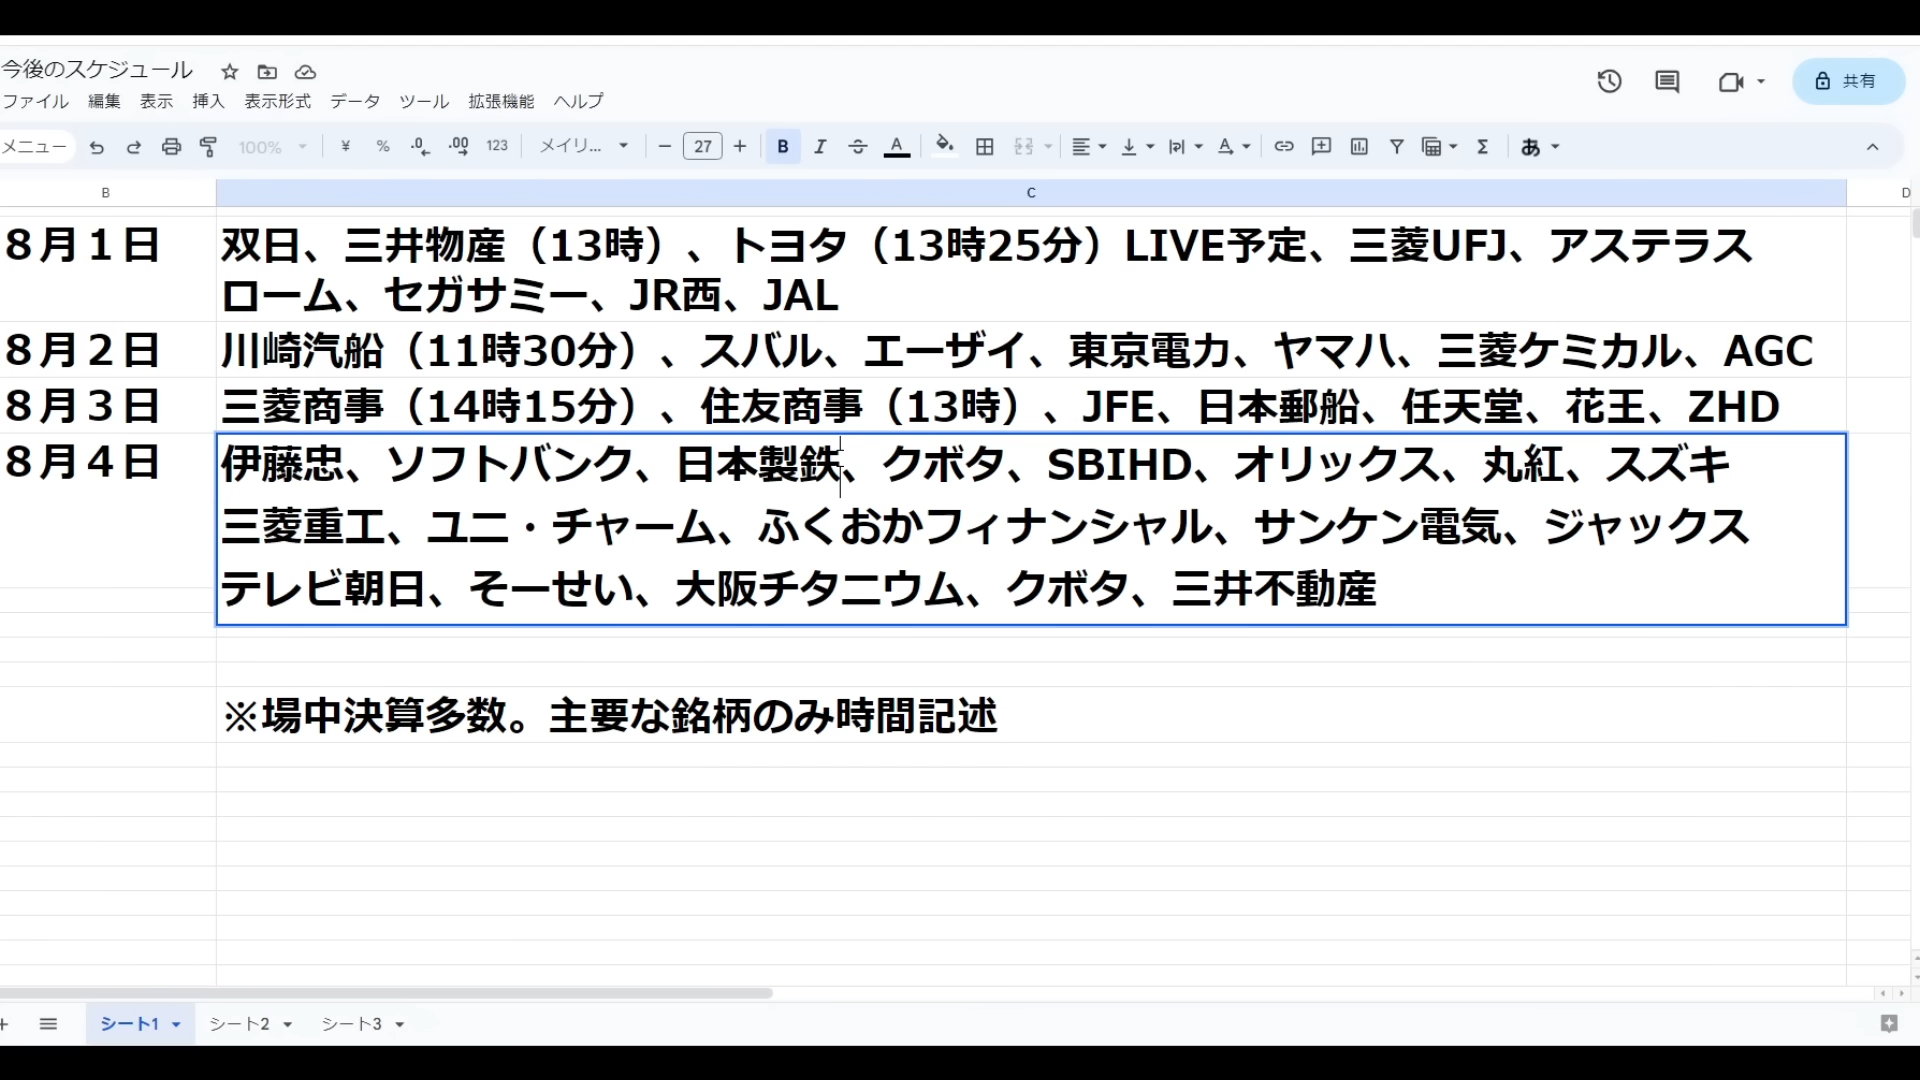 今後のスケジュール
ファイル 編集 表示 挿入 表示形式 データ ツール 拡張機能 ヘルプ
共有
メニュー 100% ¥ % .0 .00 123 メイリ... 27 B I A あ
B C D
8月1日 双日、三井物産（13時）、トヨタ（13時25分）LIVE予定、三菱UFJ、アステラス
ローム、セガサミー、JR西、JAL
8月2日 川崎汽船（11時30分）、スバル、エーザイ、東京電力、ヤマハ、三菱ケミカル、AGC
8月3日 三菱商事（14時15分）、住友商事（13時）、JFE、日本郵船、任天堂、花王、ZHD
8月4日 伊藤忠、ソフトバンク、日本製鉄、クボタ、SBIHD、オリックス、丸紅、スズキ
三菱重工、ユニ・チャーム、ふくおかフィナンシャル、サンケン電気、ジャックス
テレビ朝日、そーせい、大阪チタニウム、クボタ、三井不動産
※場中決算多数。主要な銘柄のみ時間記述
シート1 シート2 シート3